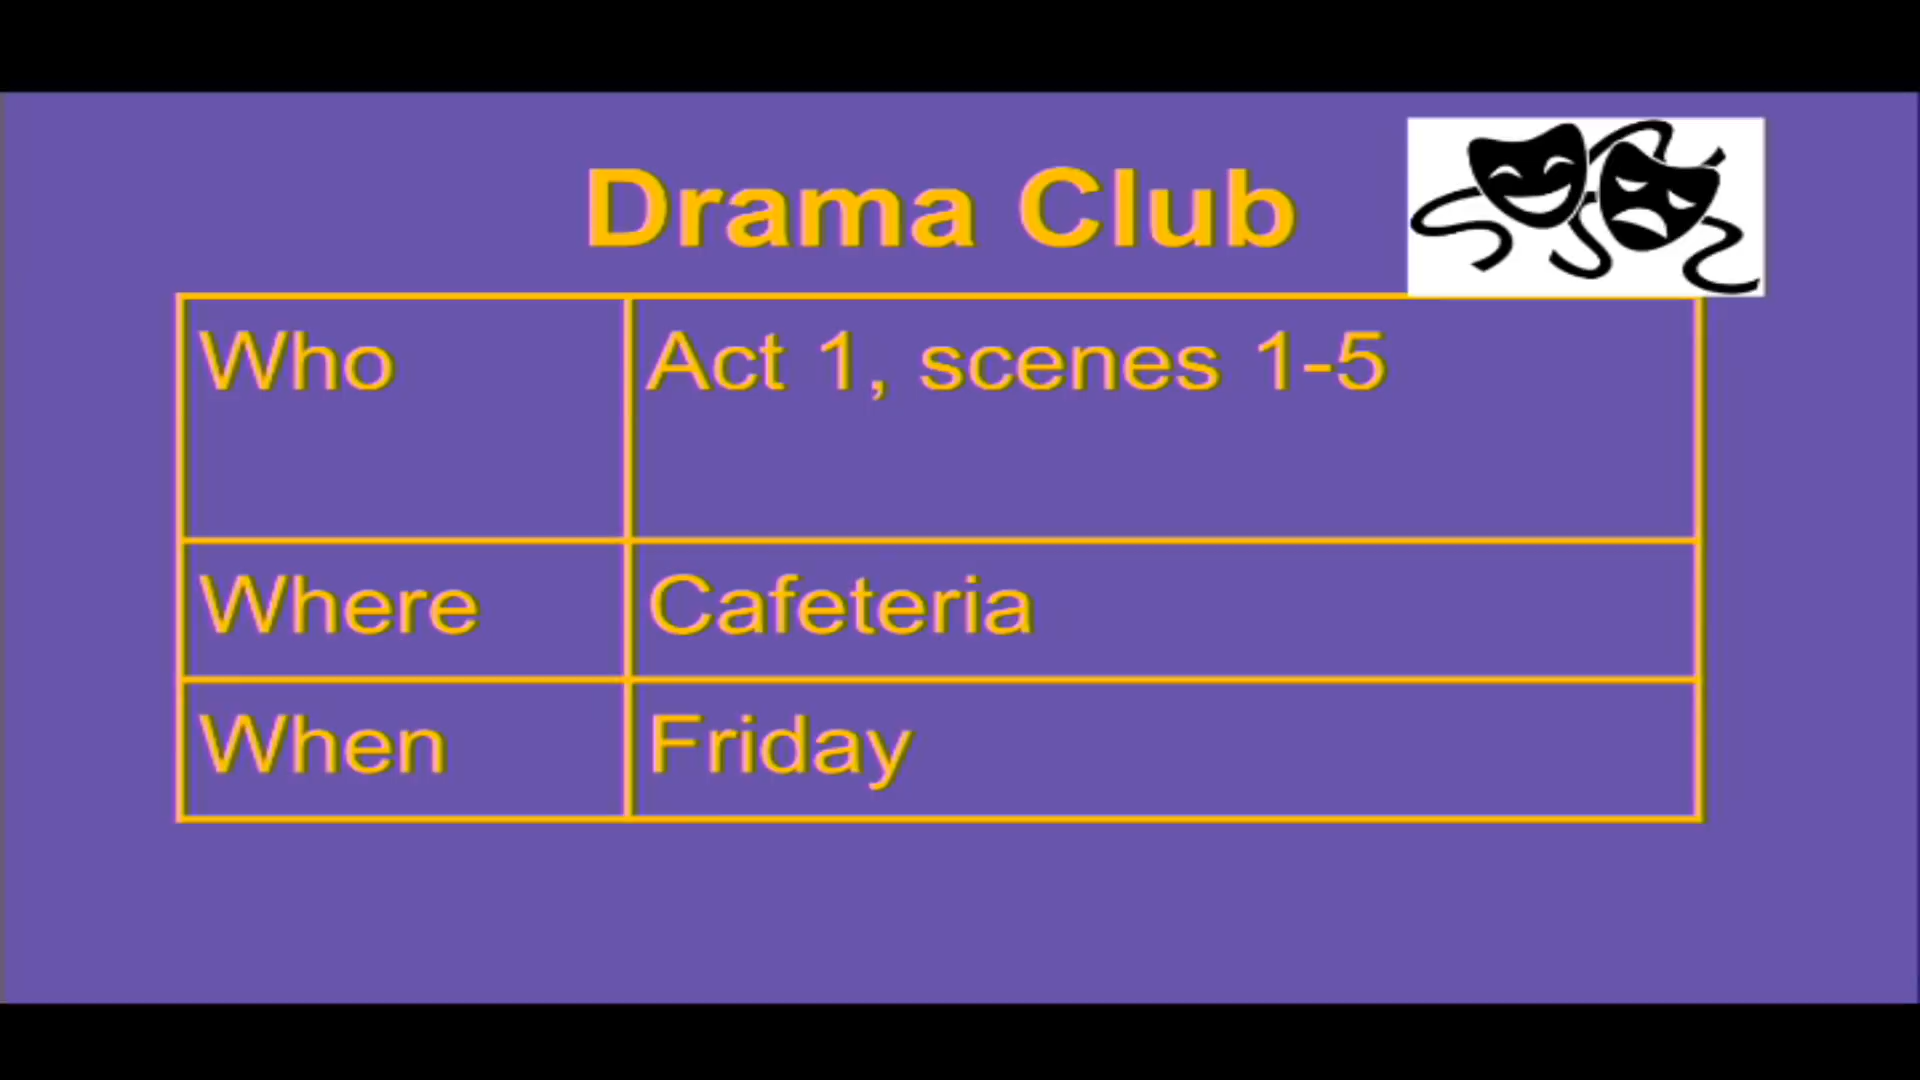 Drama Club
Who
Act 1, scenes 1-5
Where
Cafeteria
When
Friday